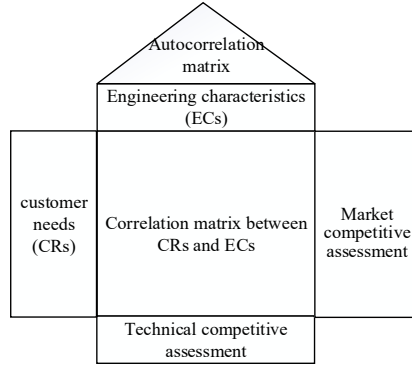 Autocorrelation
matrix
Engineering characteristics
(ECs)
customer
needs
(CRs)
Correlation matrix between
CRs and ECs
Market
competitive
assessment
Technical competitive
assessment